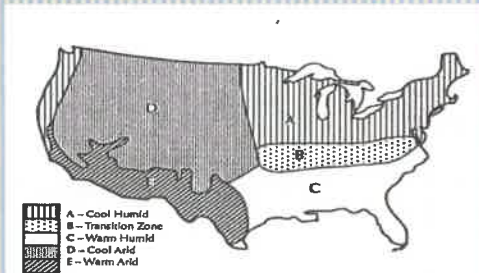 A
B
C
D
A – Cool Humid
B – Transition Zone
C – Warm Humid
D – Cool Arid
E – Warm Arid